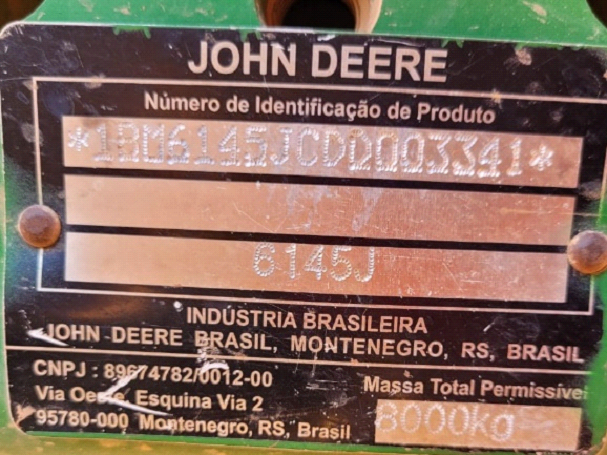 JOHN DEERE
Número de Identificação de Produto
*1BM6145JCDD003341*
6145J
INDÚSTRIA BRASILEIRA
JOHN DEERE BRASIL, MONTENEGRO, RS, BRASIL
CNPJ : 89674782/0012-00
Massa Total Permissível
Via Oeste, Esquina Via 2
8000kg
95780-000 Montenegro, RS, Brasil